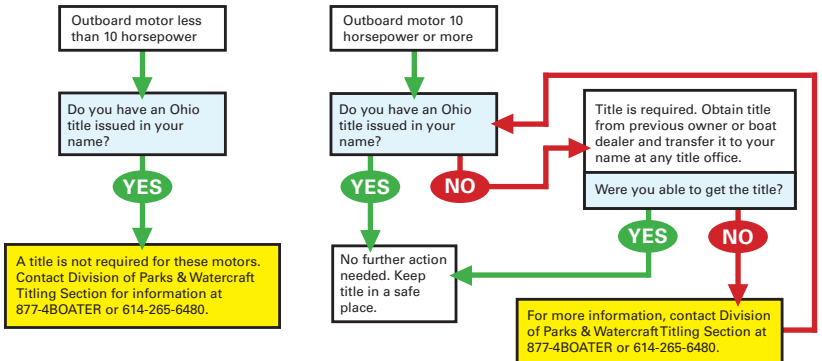 Outboard motor less
than 10 horsepower
Do you have an Ohio
title issued in your
name?
YES
A title is not required for these motors.
Contact Division of Parks & Watercraft
Titling Section for information at
877-4BOATER or 614-265-6480.
Outboard motor 10
horsepower or more
Do you have an Ohio
title issued in your
name?
YES
NO
No further action
needed. Keep
title in a safe
place.
Title is required. Obtain title
from previous owner or boat
dealer and transfer it to your
name at any title office.
Were you able to get the title?
YES
NO
For more information, contact Division
of Parks & Watercraft Titling Section at
877-4BOATER or 614-265-6480.